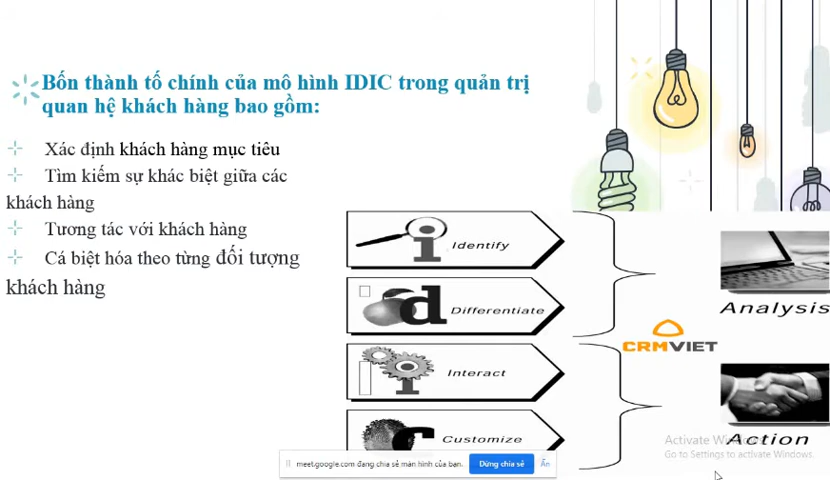 Bốn thành tố chính của mô hình IDIC trong quản trị
quan hệ khách hàng bao gồm:
Xác định khách hàng mục tiêu
Tìm kiếm sự khác biệt giữa các
khách hàng
Tương tác với khách hàng
Cá biệt hóa theo từng đối tượng
khách hàng
i Identify
d Differentiate
i Interact
c Customize
Analysis
CRMVIET
Action
Activate Windows
Go to Settings to activate Windows.
meet.google.com đang chia sẻ màn hình của bạn. Dừng chia sẻ Ẩn